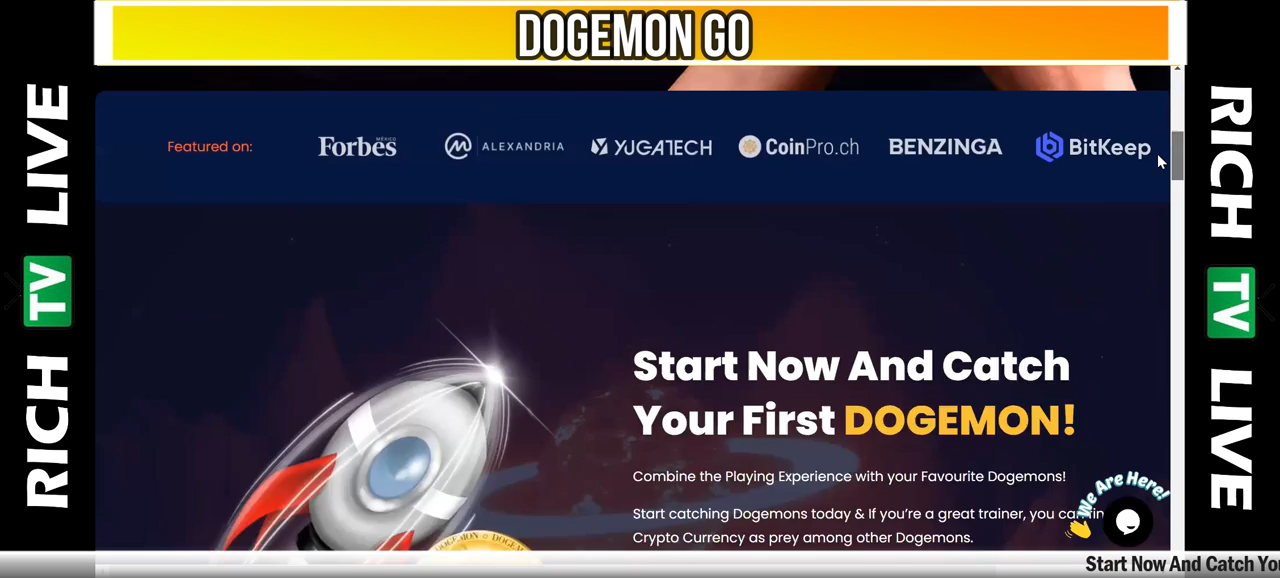 DOGEMON GO
RICH TV LIVE
Featured on:
Forbes
MÉXICO
ALEXANDRIA
YUGATECH
CoinPro.ch
BENZINGA
BitKeep
Start Now And Catch
Your First DOGEMON!
Combine the Playing Experience with your Favourite Dogemons!
Start catching Dogemons today & If you're a great trainer, you can
Crypto Currency as prey among other Dogemons.
We Are Here!
DOGEMON
RICH TV LIVE
Start Now And Catch Yo